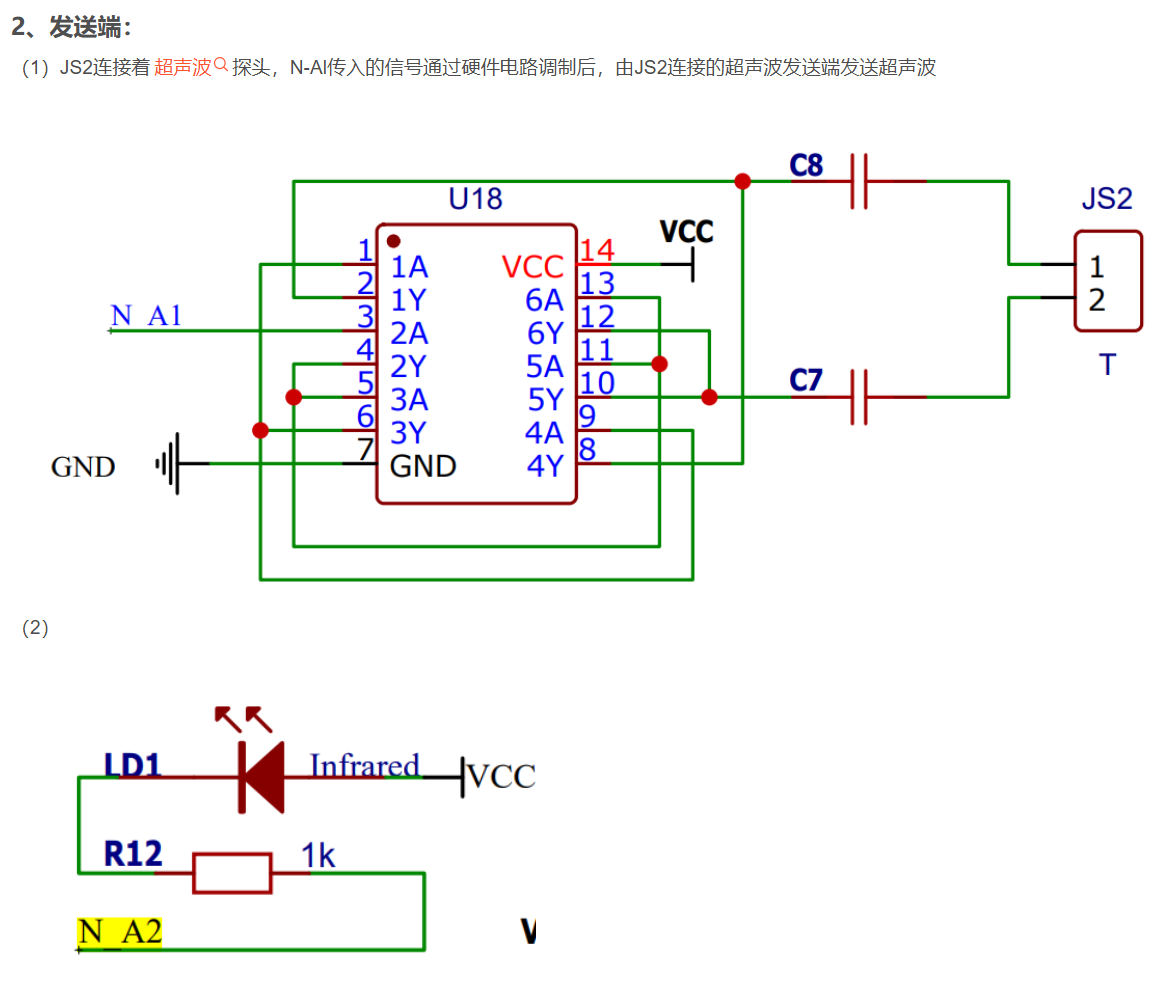 2、发送端：
（1）JS2连接着 超声波 探头，N-AI传入的信号通过硬件电路调制后，由JS2连接的超声波发送端发送超声波
C8
U18
JS2
VCC
1 1A VCC 14
2 1Y 6A 13
N_A1 3 2A 6Y 12
4 2Y 5A 11
5 3A 5Y 10
6 3Y 4A 9
GND 7 GND 4Y 8
1
2
T
C7
（2）
LD1 Infrared VCC
R12 1k
N_A2